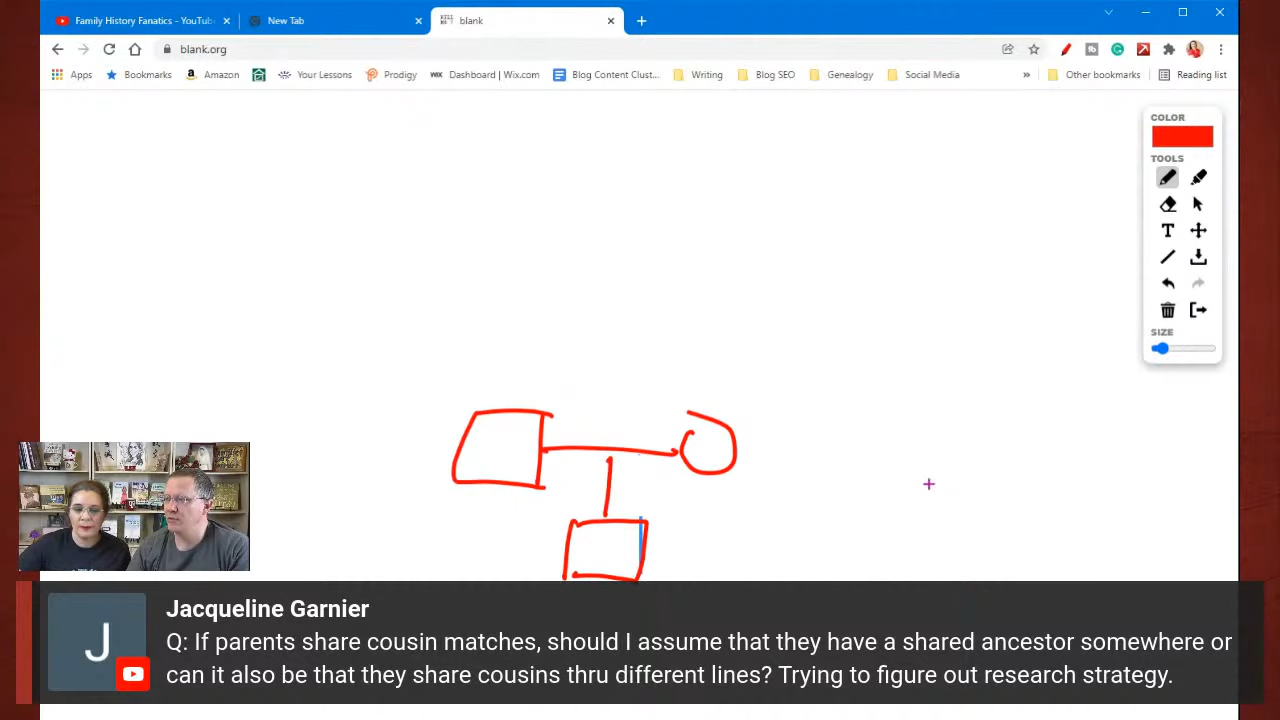 Family History Fanatics - YouTub
New Tab
blank
blank.org
Apps
Bookmarks
Amazon
Your Lessons
Prodigy
WIX
Dashboard | Wix.com
Blog Content Clust...
Writing
Blog SEO
Genealogy
Social Media
»
Other bookmarks
Reading list
COLOR
TOOLS
T
SIZE
J
Jacqueline Garnier
Q: If parents share cousin matches, should I assume that they have a shared ancestor somewhere or
can it also be that they share cousins thru different lines? Trying to figure out research strategy.